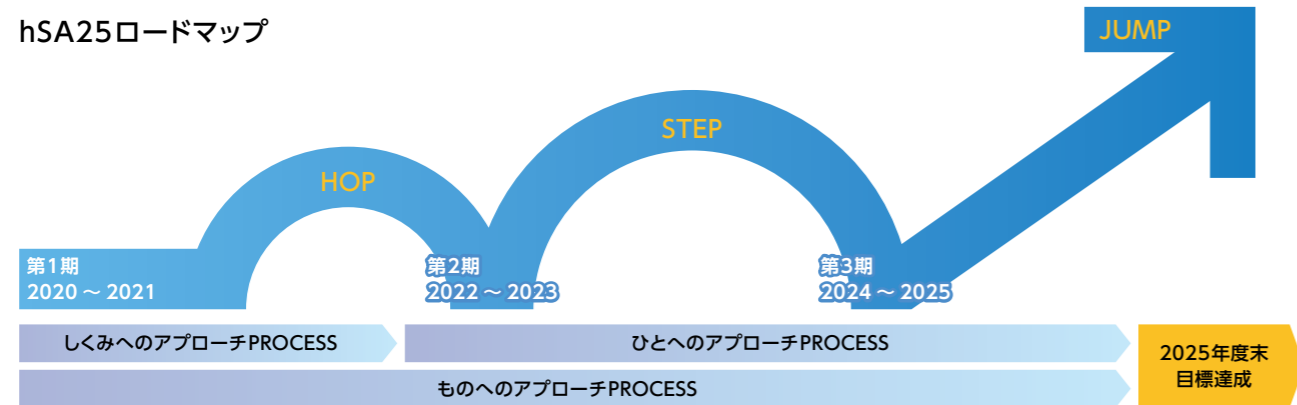 hSA25ロードマップ
JUMP
STEP
HOP
第1期
2020 ～ 2021
第2期
2022 ～ 2023
第3期
2024 ～ 2025
しくみへのアプローチPROCESS
ひとへのアプローチPROCESS
ものへのアプローチPROCESS
2025年度末
目標達成